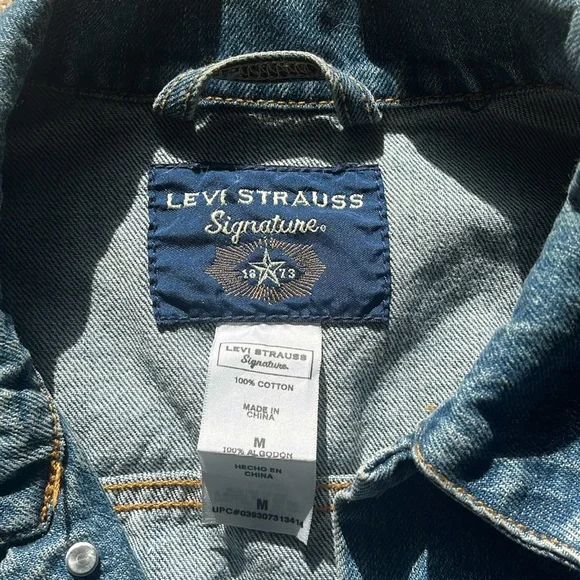 LEVI STRAUSS
Signature®
18 73
LEVI STRAUSS
Signature.
100% COTTON
MADE IN
CHINA
M
100% ALGODON
HECHO EN
CHINA
M